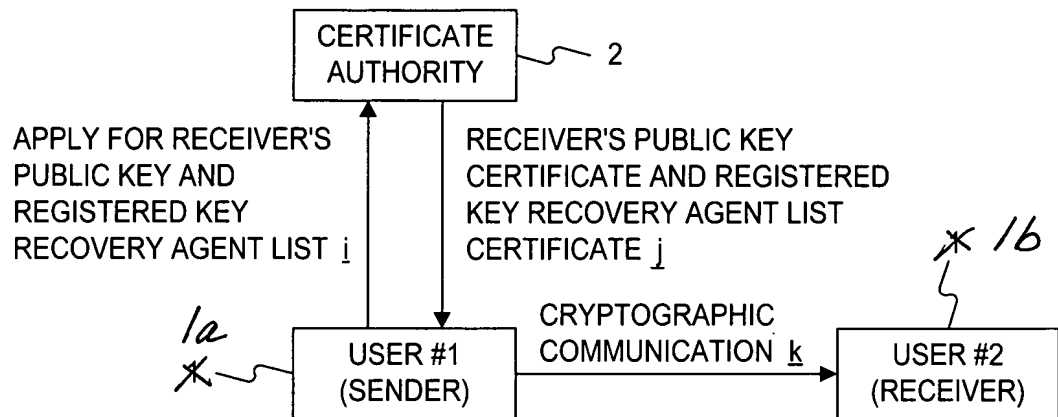 CERTIFICATE
AUTHORITY
2
APPLY FOR RECEIVER'S
PUBLIC KEY AND
REGISTERED KEY
RECOVERY AGENT LIST i
RECEIVER'S PUBLIC KEY
CERTIFICATE AND REGISTERED
KEY RECOVERY AGENT LIST
CERTIFICATE j
1b
1a
CRYPTOGRAPHIC
COMMUNICATION k
USER #1
(SENDER)
USER #2
(RECEIVER)